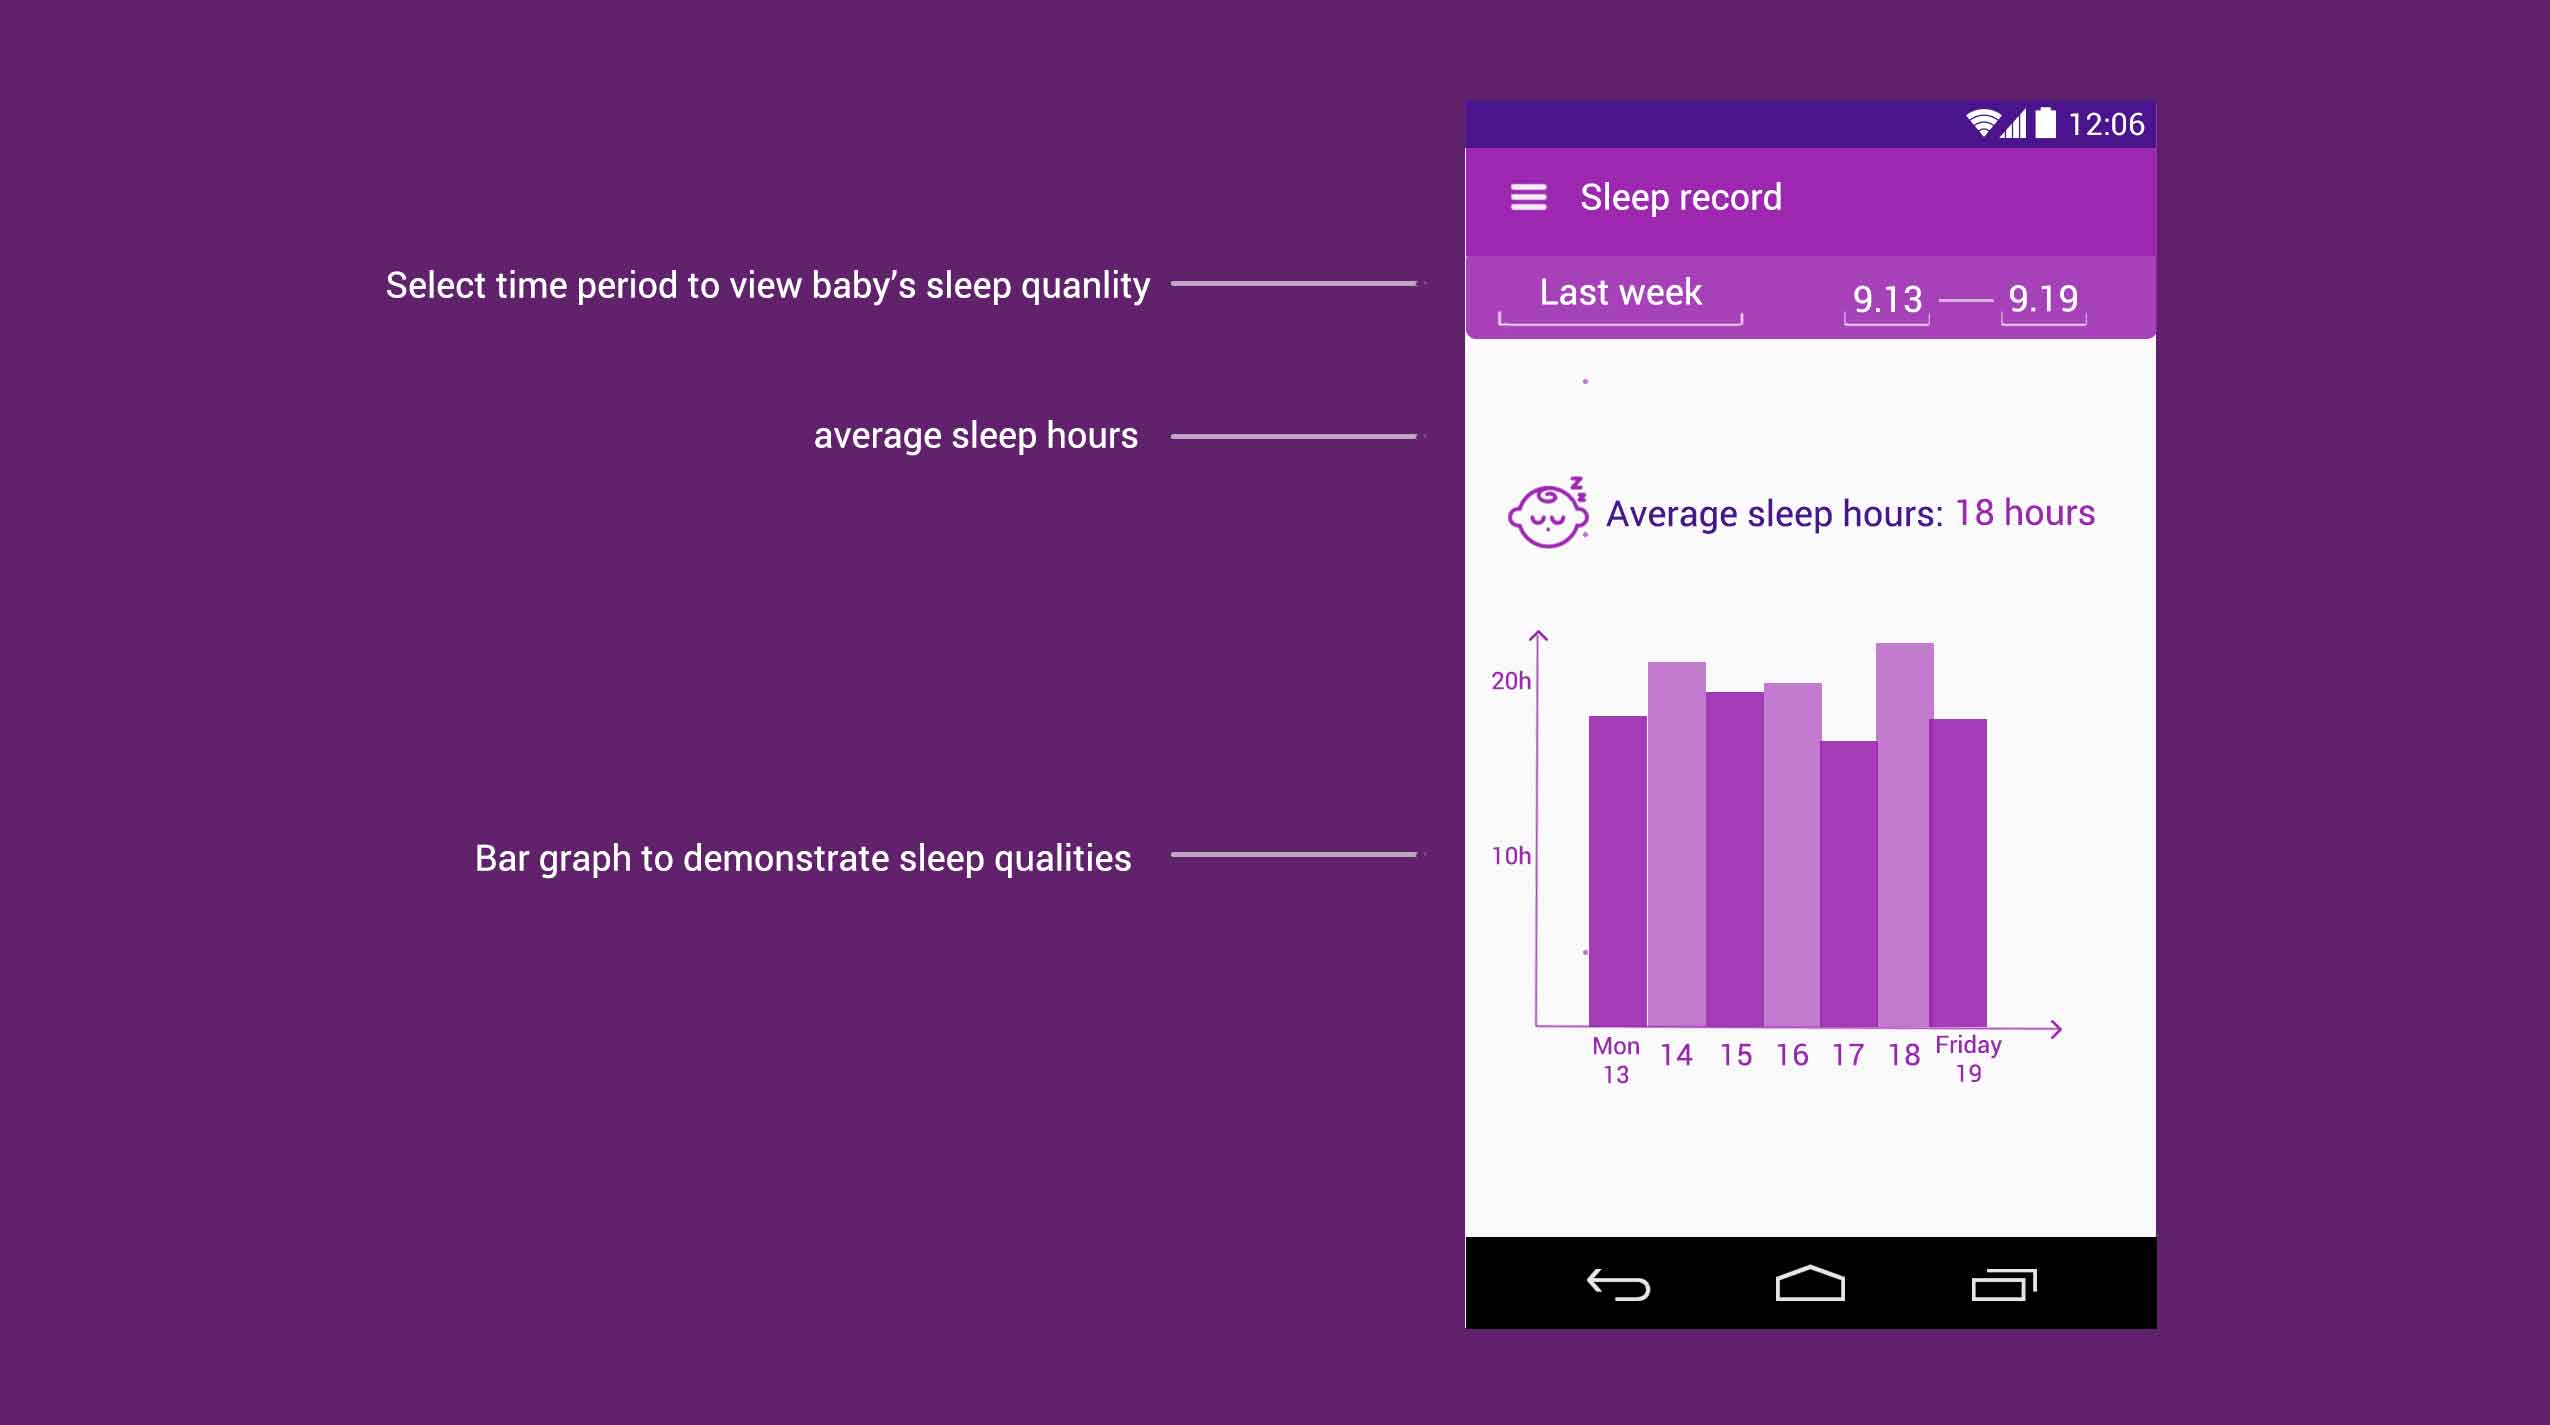 12:06
Sleep record
Select time period to view baby’s sleep quanlity
Last week
9.13 — 9.19
average sleep hours
Average sleep hours: 18 hours
20h
10h
Bar graph to demonstrate sleep qualities
Mon 14 15 16 17 18 Friday
13 19